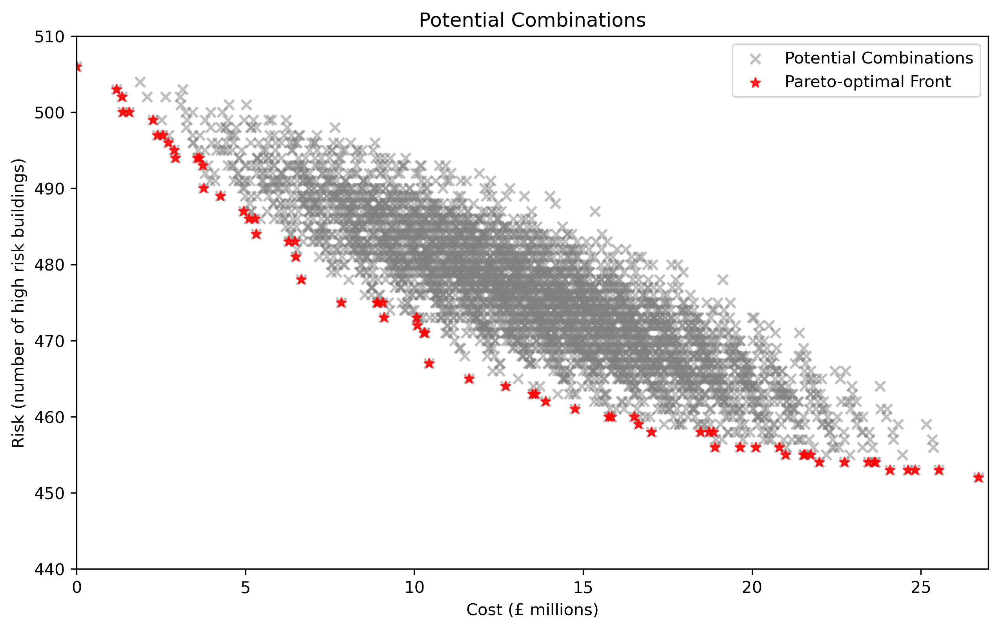 Potential Combinations
510
500
490
480
470
460
450
440
Risk (number of high risk buildings)
Potential Combinations
Pareto-optimal Front
0
5
10
15
20
25
Cost (£ millions)